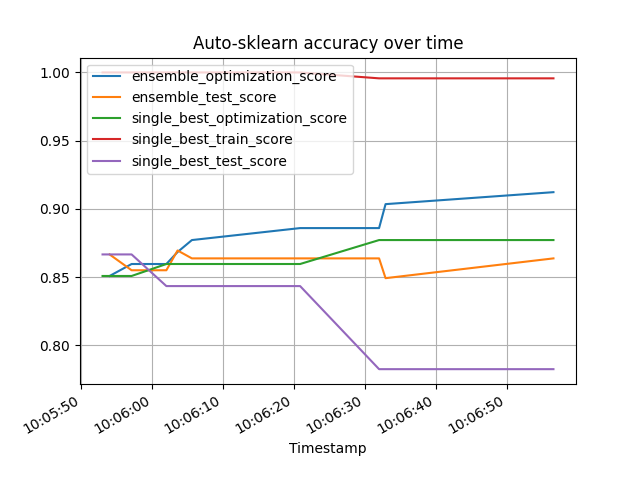 Auto-sklearn accuracy over time
1.00
0.95
0.90
0.85
0.80
ensemble_optimization_score
ensemble_test_score
single_best_optimization_score
single_best_train_score
single_best_test_score
10:05:50
10:06:00
10:06:10
10:06:20
10:06:30
10:06:40
10:06:50
Timestamp